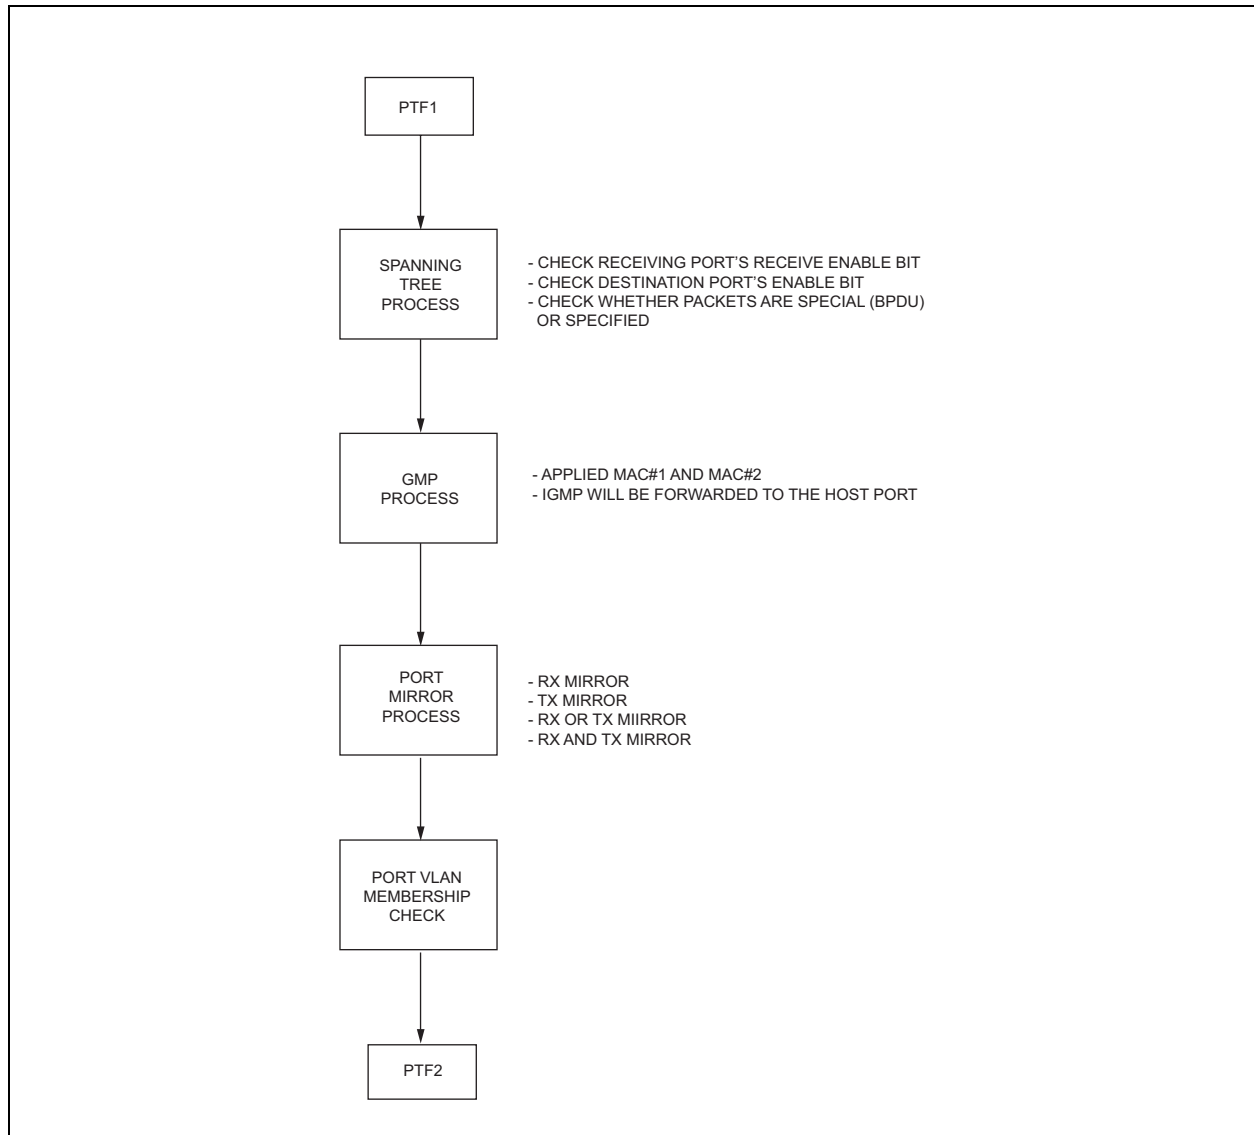 PTF1
SPANNING
TREE
PROCESS
- CHECK RECEIVING PORT'S RECEIVE ENABLE BIT
- CHECK DESTINATION PORT'S ENABLE BIT
- CHECK WHETHER PACKETS ARE SPECIAL (BPDU)
OR SPECIFIED
GMP
PROCESS
- APPLIED MAC#1 AND MAC#2
- IGMP WILL BE FORWARDED TO THE HOST PORT
PORT
MIRROR
PROCESS
- RX MIRROR
- TX MIRROR
- RX OR TX MIIRROR
- RX AND TX MIRROR
PORT VLAN
MEMBERSHIP
CHECK
PTF2